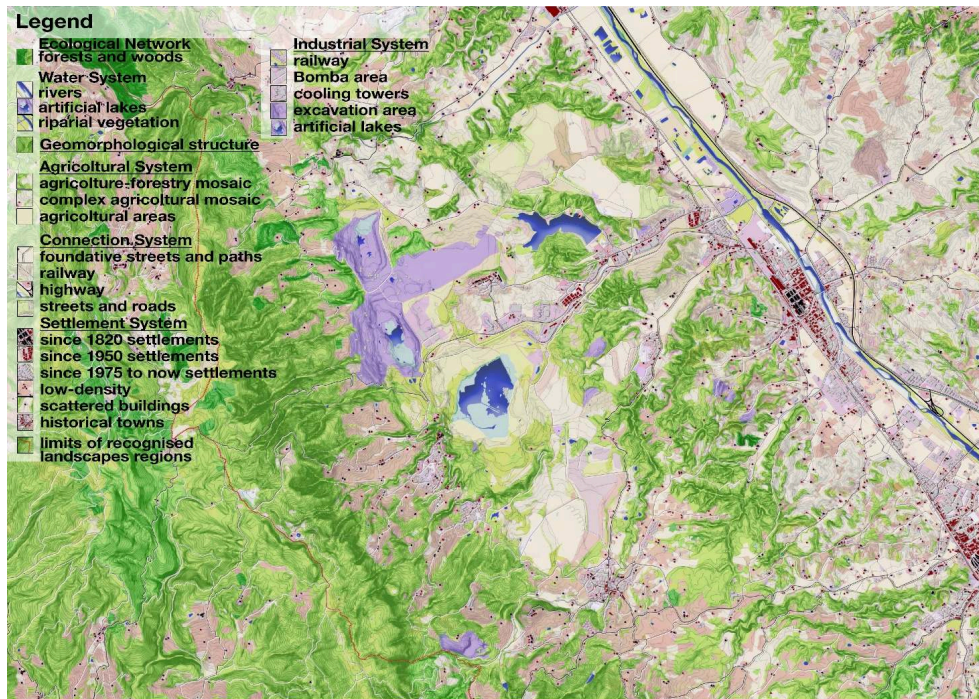 Legend
Ecological Network
forests and woods
Water System
rivers
artificial lakes
riparial vegetation
Geomorphological structure
Agricoltural System
agricolture-forestry mosaic
complex agricoltural mosaic
agricoltural areas
Connection System
foundative streets and paths
railway
highway
streets and roads
Settlement System
since 1820 settlements
since 1950 settlements
since 1975 to now settlements
low-density
scattered buildings
historical towns
limits of recognised
landscapes regions
Industrial System
railway
Bomba area
cooling towers
excavation area
artificial lakes